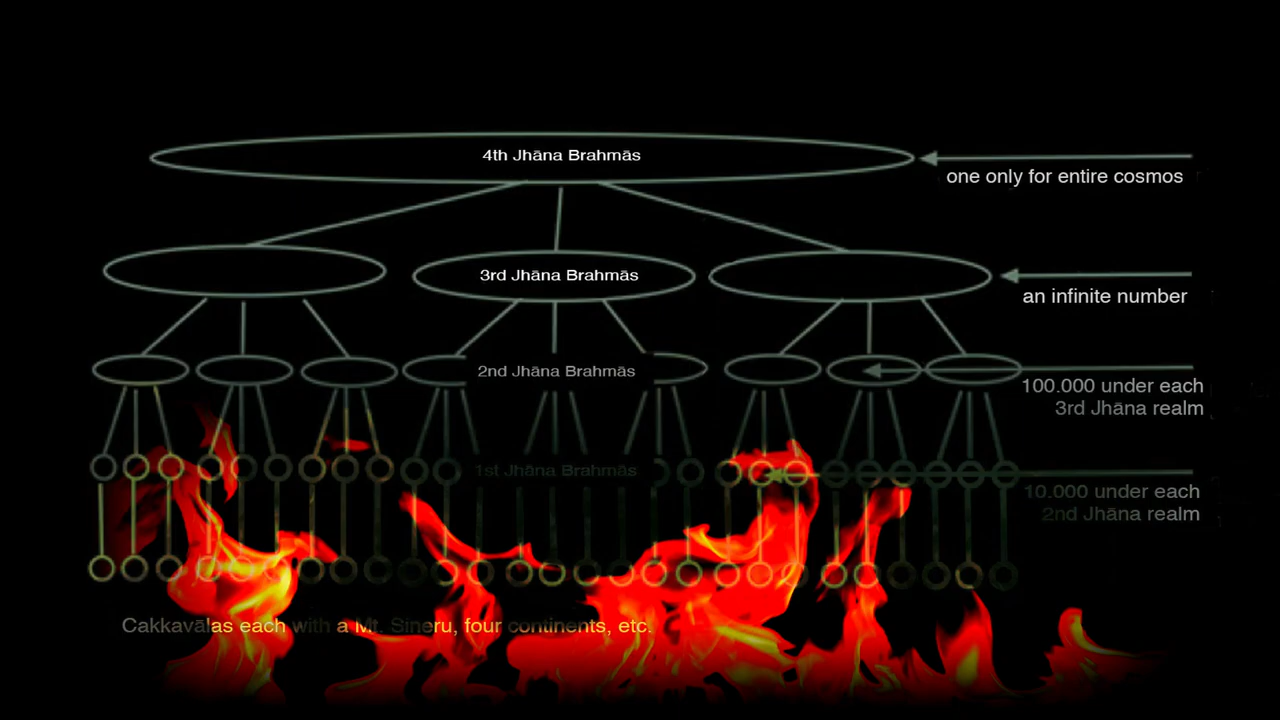 4th Jhāna Brahmās
one only for entire cosmos
3rd Jhāna Brahmās
an infinite number
2nd Jhāna Brahmās
100.000 under each
3rd Jhāna realm
1st Jhāna Brahmās
10.000 under each
2nd Jhāna realm
Cakkavālas each with a Mt. Sineru, four continents, etc.